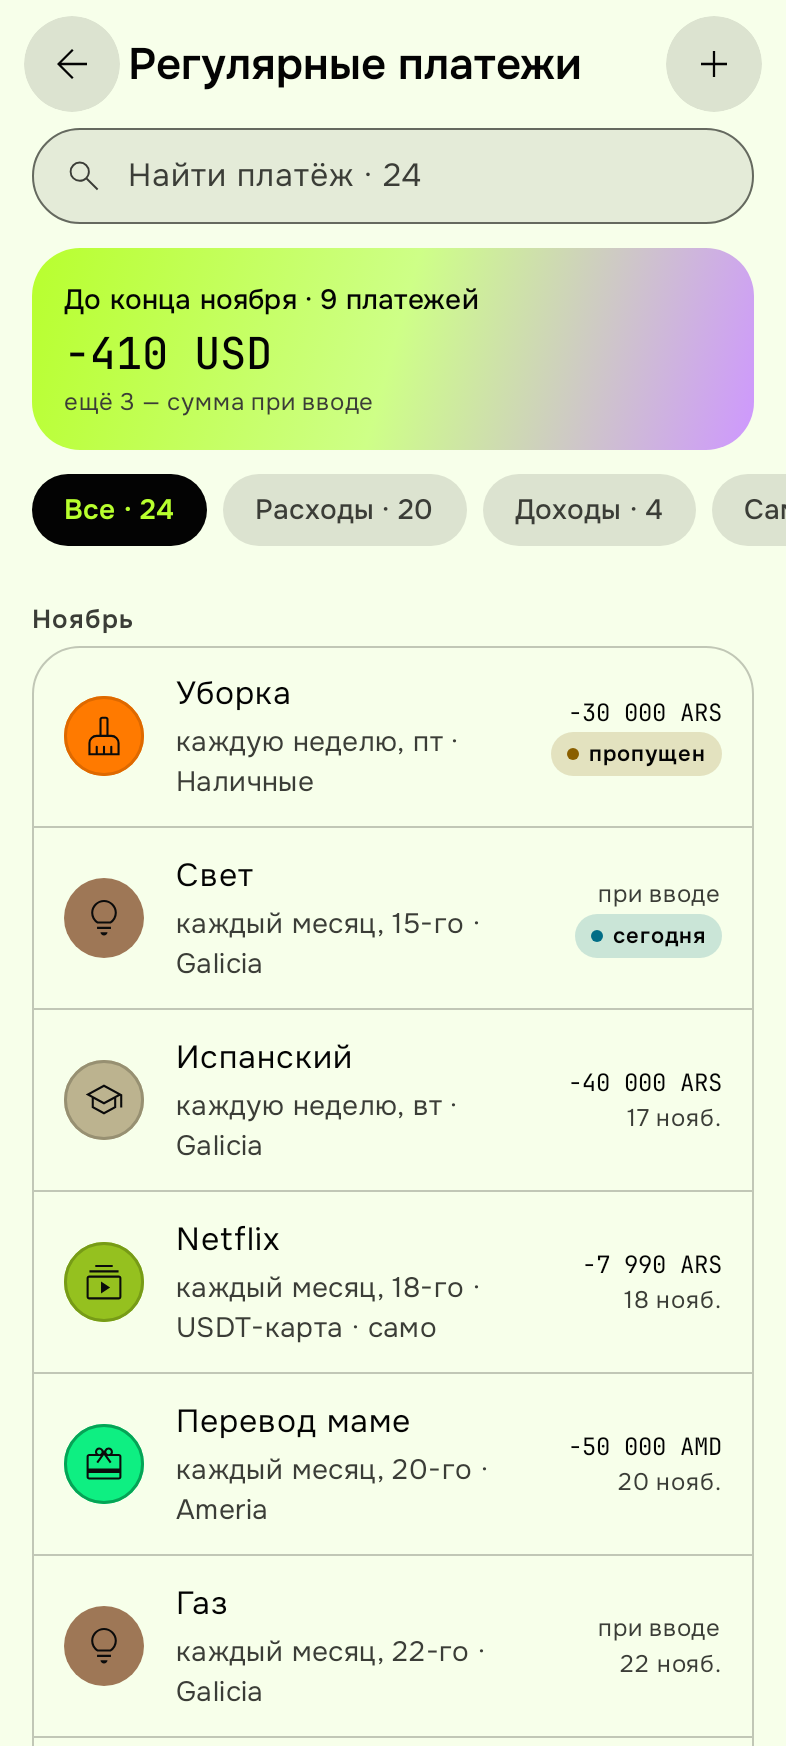 Регулярные платежи
Найти платёж · 24
До конца ноября · 9 платежей
-410 USD
ещё 3 — сумма при вводе
Все · 24
Расходы · 20
Доходы · 4
Ноябрь
Уборка
каждую неделю, пт ·
Наличные
-30 000 ARS
пропущен
Свет
каждый месяц, 15-го ·
Galicia
при вводе
сегодня
Испанский
каждую неделю, вт ·
Galicia
-40 000 ARS
17 нояб.
Netflix
каждый месяц, 18-го ·
USDT-карта · само
-7 990 ARS
18 нояб.
Перевод маме
каждый месяц, 20-го ·
Ameria
-50 000 AMD
20 нояб.
Газ
каждый месяц, 22-го ·
Galicia
при вводе
22 нояб.